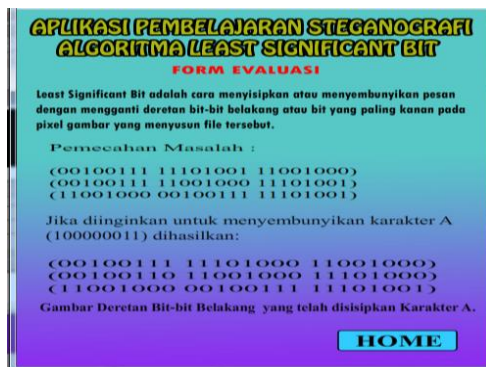 APLIKASI PEMBELAJARAN STEGANOGRAFI
ALGORITMA LEAST SIGNIFICANT BIT
FORM EVALUASI
Least Significant Bit adalah cara menyisipkan atau menyembunyikan pesan
dengan mengganti deretan bit-bit belakang atau bit yang paling kanan pada
pixel gambar yang menyusun file tersebut.
Pemecahan Masalah :
(00100111 11101001 11001000)
(00100111 11001000 11101001)
(11001000 00100111 11101001)
Jika diinginkan untuk menyembunyikan karakter A
(100000011) dihasilkan:
(00100111 11101000 11001000)
(00100110 11001000 11101000)
(11001000 00100111 11101001)
Gambar Deretan Bit-bit Belakang yang telah disisipkan Karakter A.
HOME